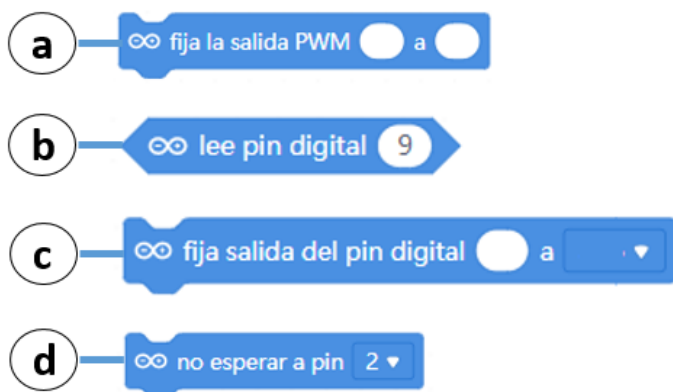 a fija la salida PWM a
b lee pin digital 9
c fija salida del pin digital a
d no esperar a pin 2